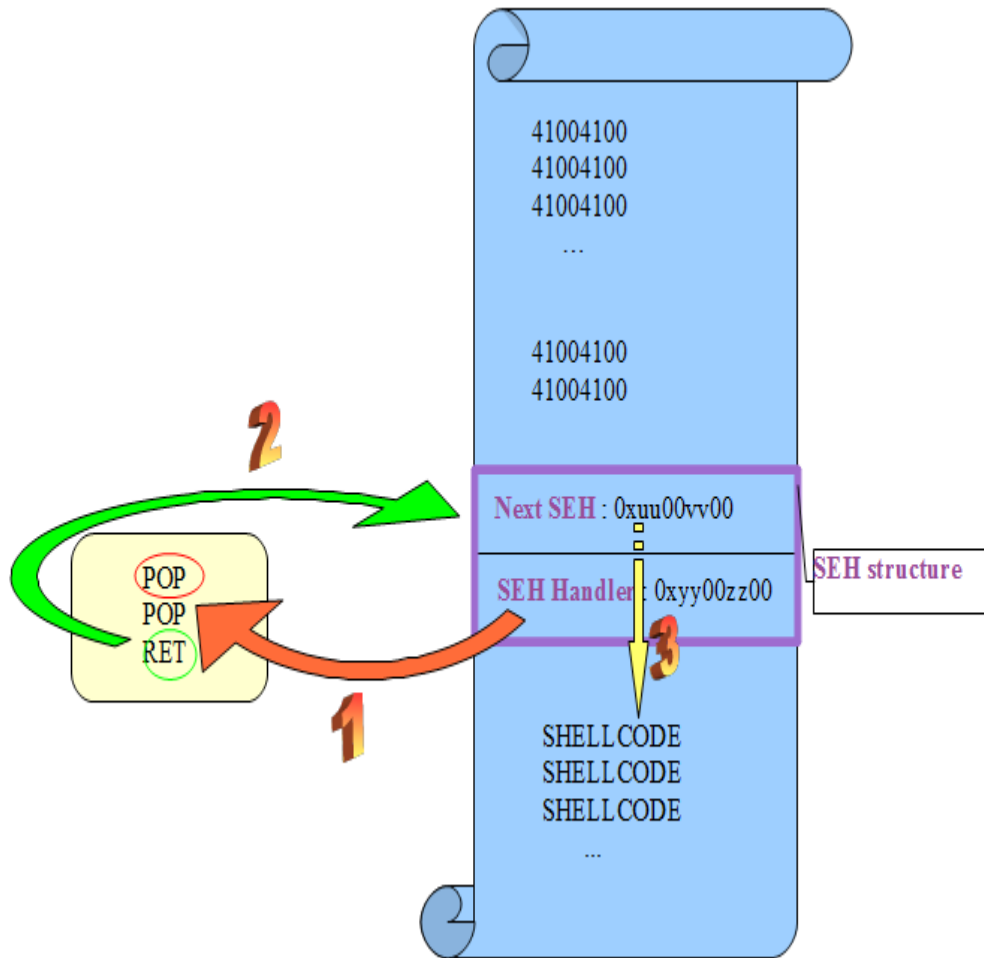 41004100
41004100
41004100
...
41004100
41004100
2
Next SEH : 0xuu00vv00
SEH structure
POP
POP
RET
SEH Handler : 0xyy00zz00
3
1
SHELLCODE
SHELLCODE
SHELLCODE
...